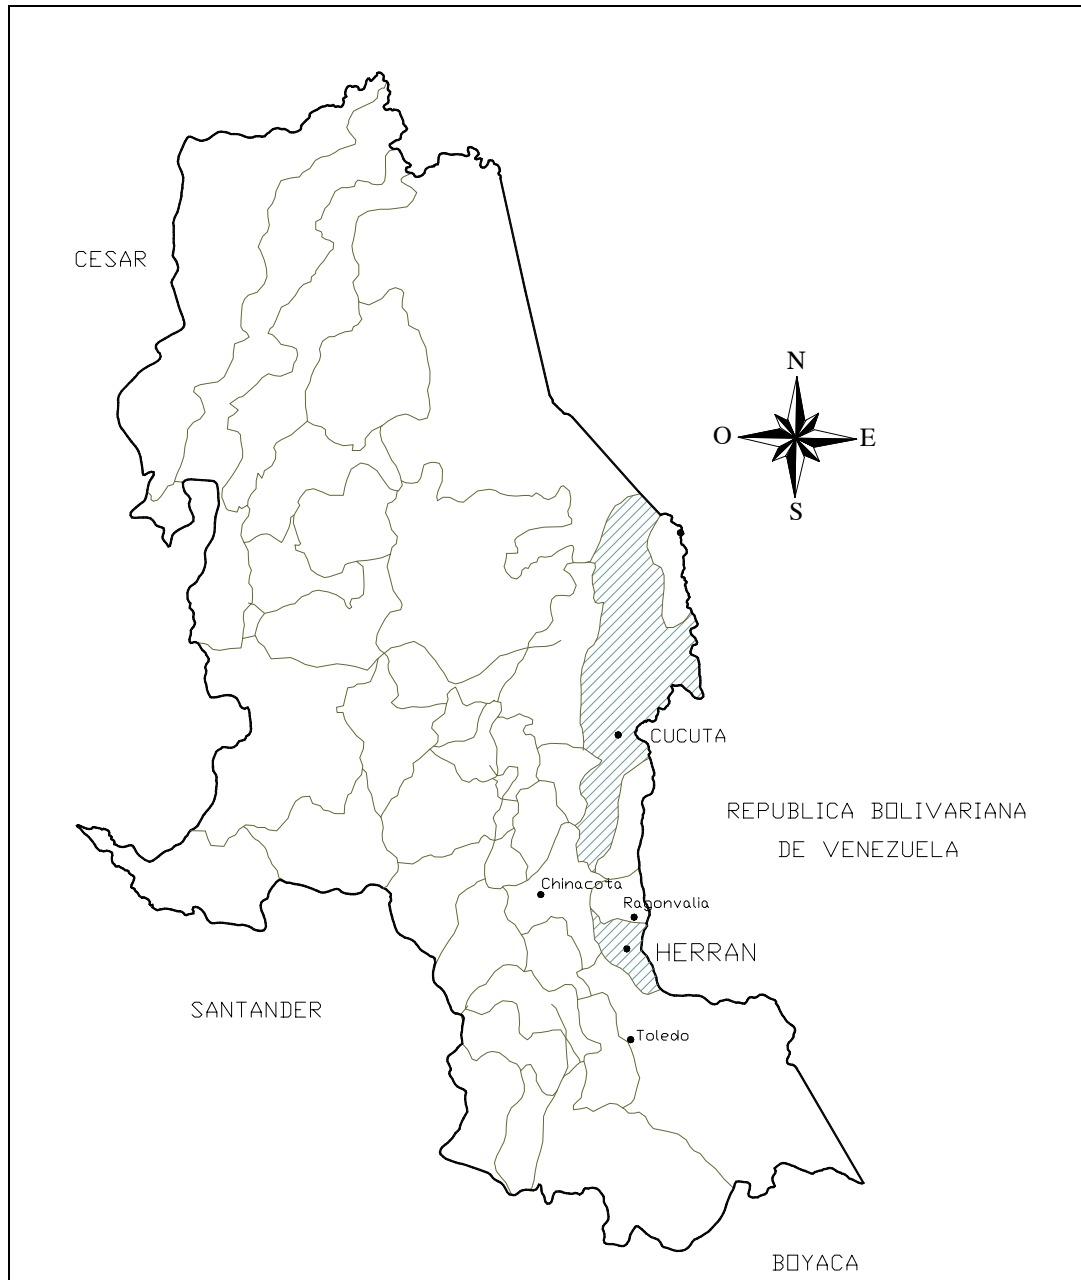 CESAR
N
O
E
S
CUCUTA
REPUBLICA BOLIVARIANA
DE VENEZUELA
Chinacota
Ragonvalia
HERRAN
SANTANDER
Toledo
BOYACA